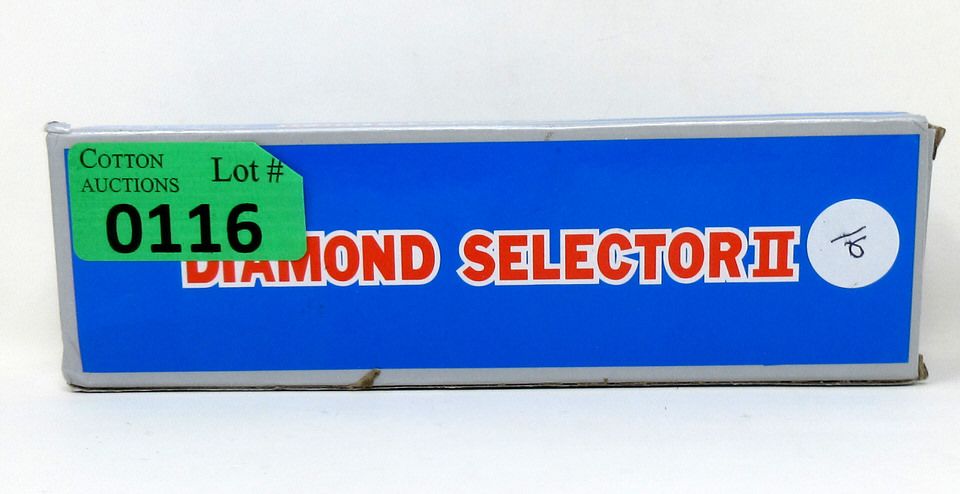 COTTON
AUCTIONS
Lot #
0116
DIAMOND SELECTOR II